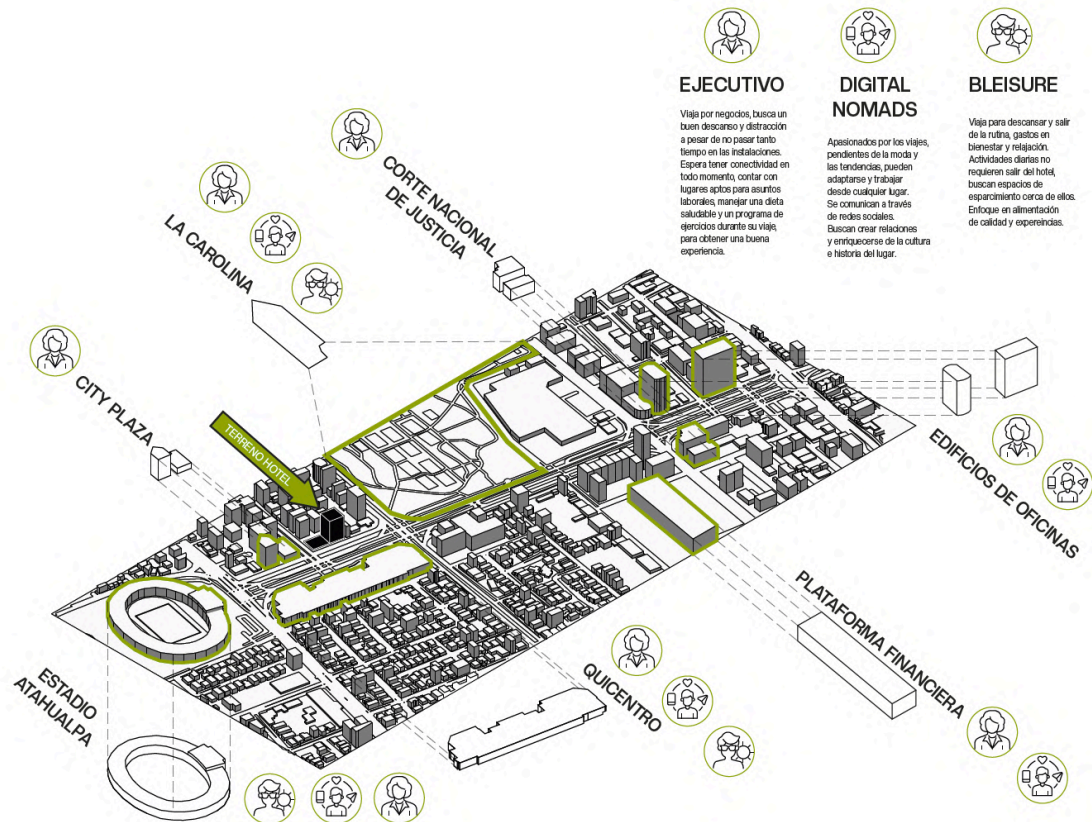 EJECUTIVO
Viaja por negocios, busca un
buen descanso y distracción
a pesar de no pasar tanto
tiempo en las instalaciones.
Espera tener conectividad en
todo momento, contar con
lugares aptos para asuntos
laborales, manejar una dieta
saludable y un programa de
ejercicios durante su viaje,
para obtener una buena
experiencia.
DIGITAL
NOMADS
Apasionados por los viajes,
pendientes de la moda y
las tendencias, pueden
adaptarse y trabajar
desde cualquier lugar.
Se comunican a través
de redes sociales.
Buscan crear relaciones
y enriquecerse de la cultura
e historia del lugar.
BLEISURE
Viaja para descansar y salir
de la rutina, gastos en
bienestar y relajación.
Actividades diarias no
requieren salir del hotel,
buscan espacios de
esparcimiento cerca de ellos.
Enfoque en alimentación
de calidad y expereincias.
CORTE NACIONAL
DE JUSTICIA
LA CAROLINA
CITY PLAZA
TERRENO HOTEL
EDIFICIOS DE OFICINAS
PLATAFORMA FINANCIERA
QUICENTRO
ESTADIO
ATAHUALPA